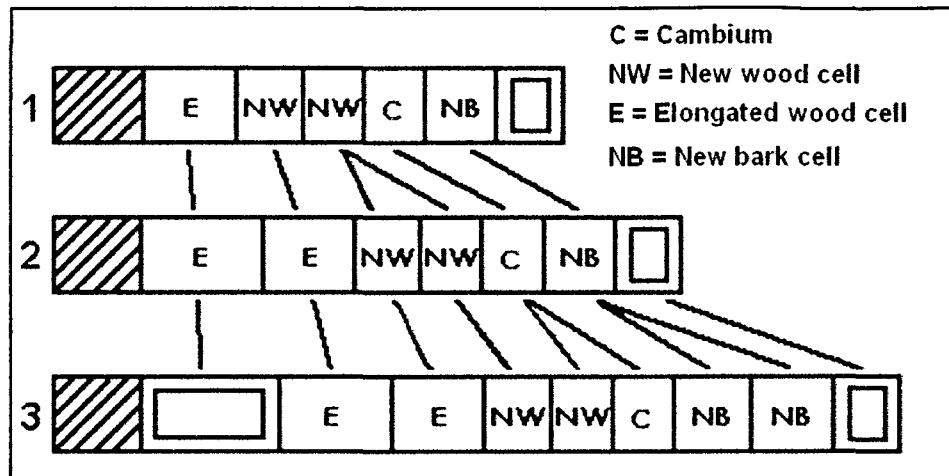 C = Cambium
NW = New wood cell
E = Elongated wood cell
NB = New bark cell
1 E NW NW C NB
2 E E NW NW C NB
3 E E NW NW C NB NB